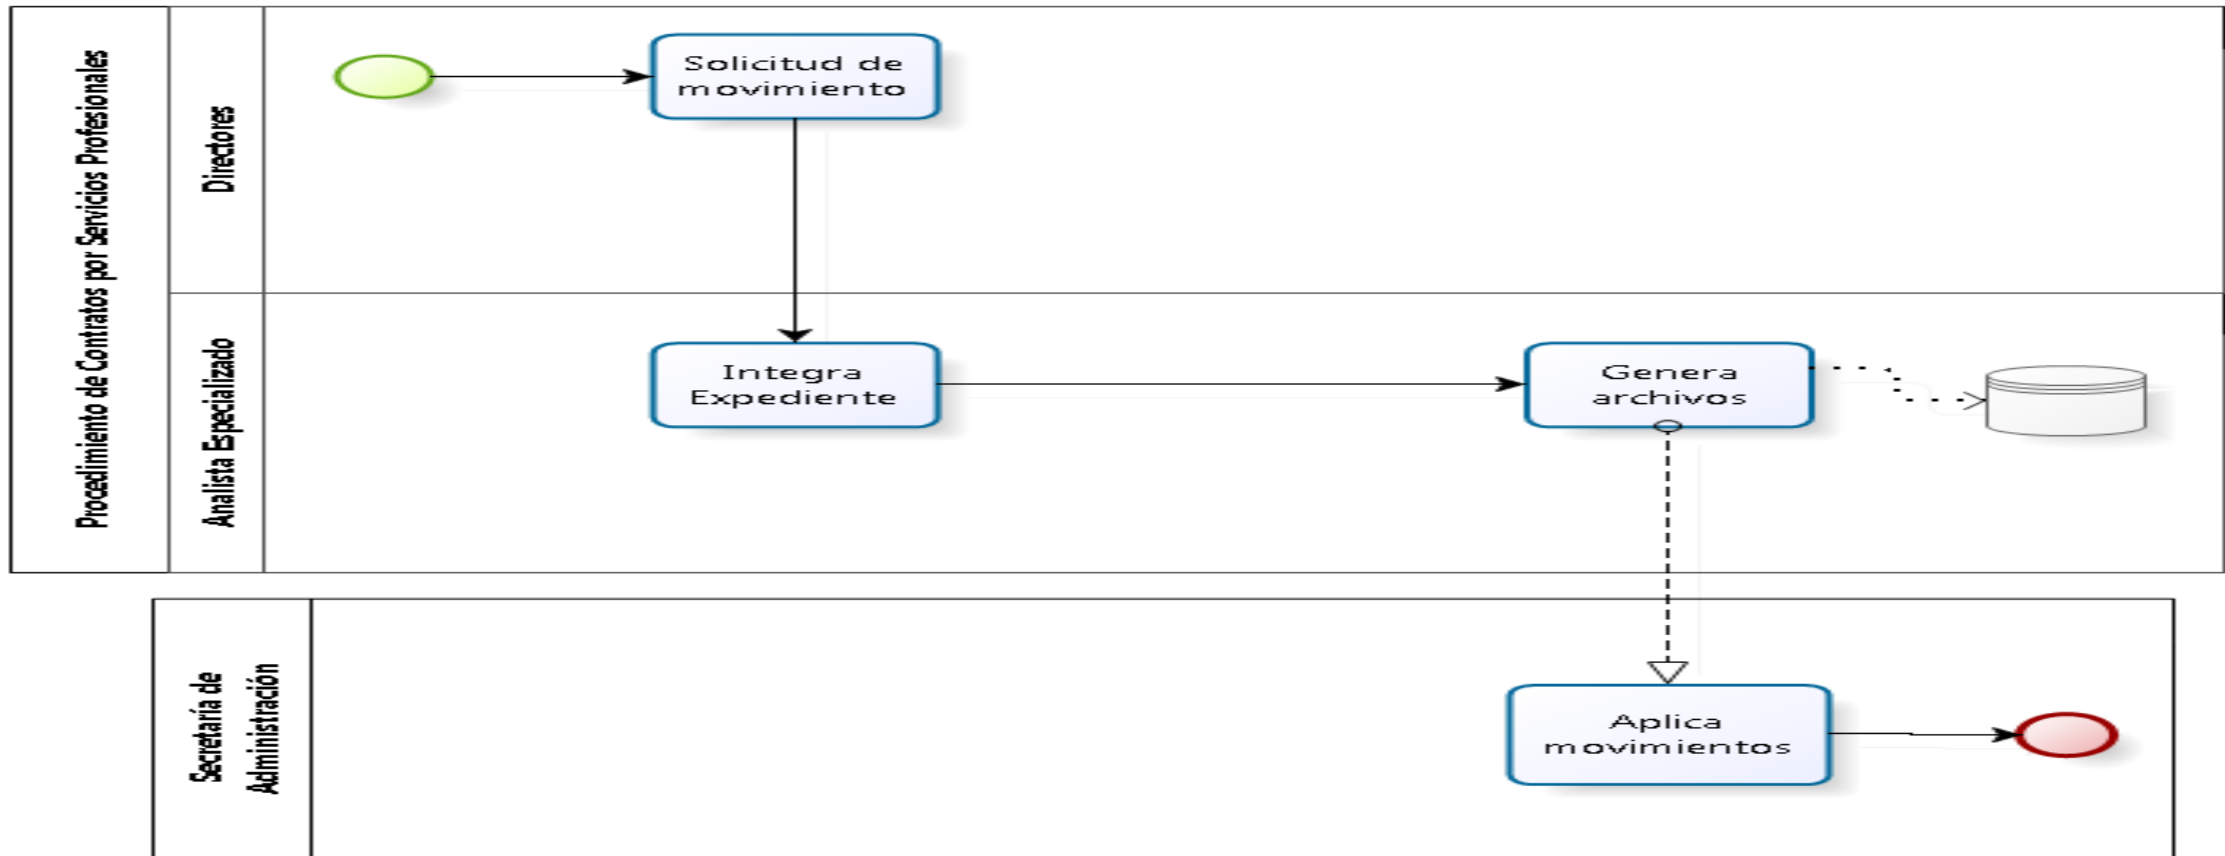 Procedimiento de Contratos por Servicios Profesionales
Directores
Solicitud de
movimiento
Analista Especializado
Integra
Expediente
Genera
archivos
Secretaría de
Administración
Aplica
movimientos